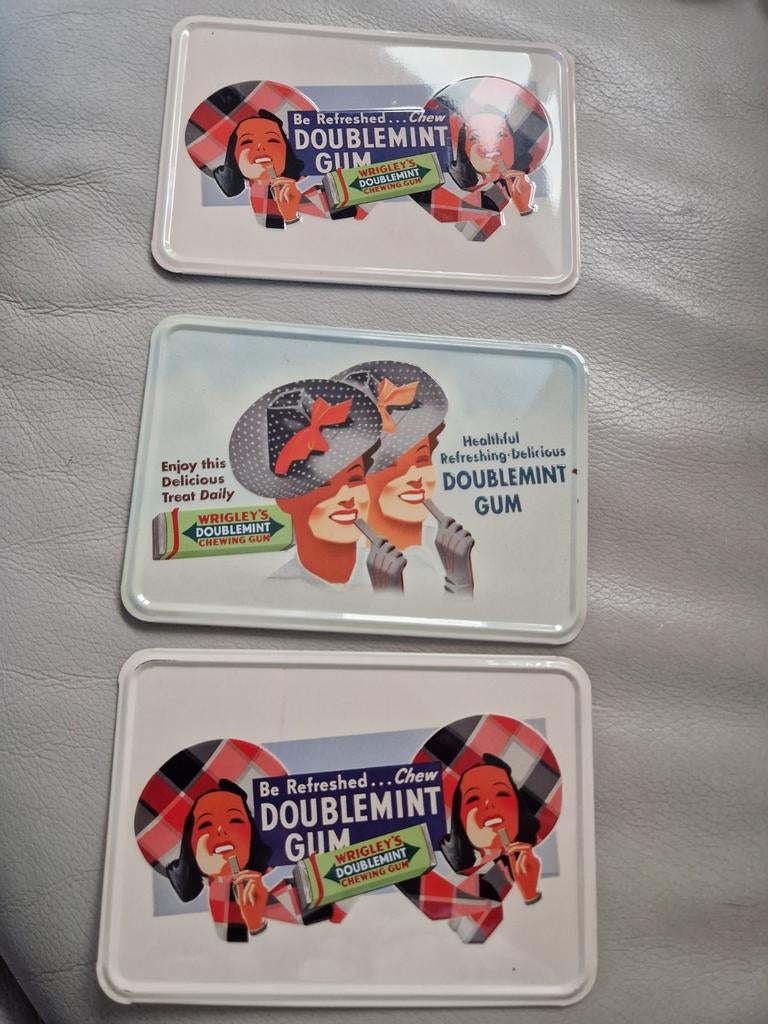 Be Refreshed...Chew
DOUBLEMINT
GUM
WRIGLEY'S
DOUBLEMINT
CHEWING GUM
Enjoy this
Delicious
Treat Daily
WRIGLEY'S
DOUBLEMINT
CHEWING GUM
Healthful
Refreshing·Delicious
DOUBLEMINT
GUM
Be Refreshed...Chew
DOUBLEMINT
GUM
WRIGLEY'S
DOUBLEMINT
CHEWING GUM